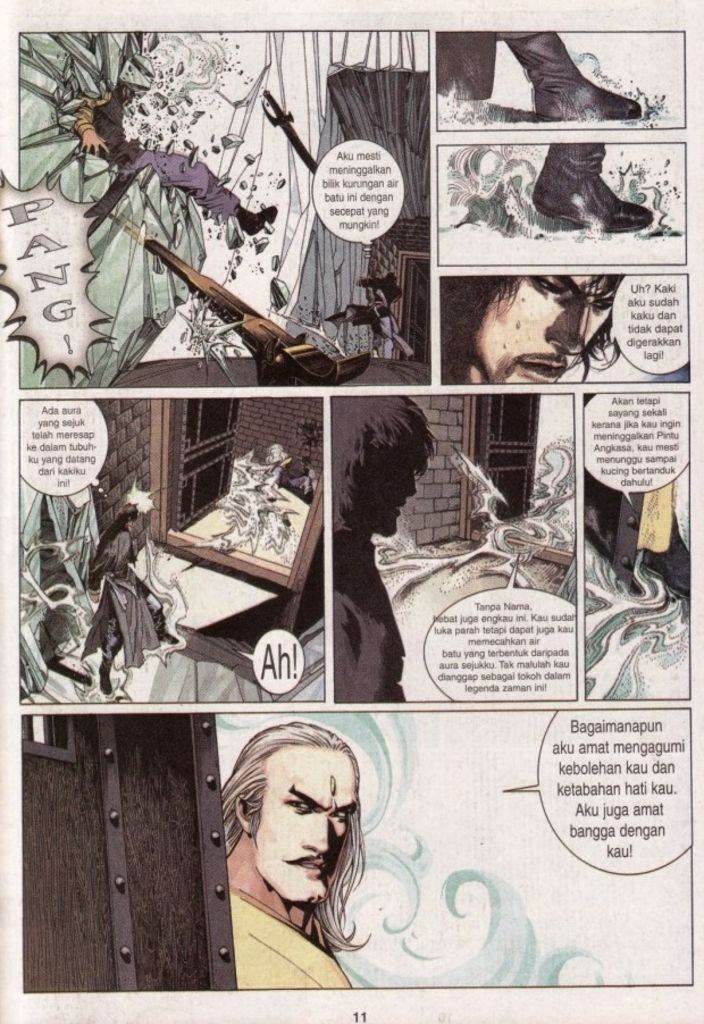 Aku mesti
meninggalkan
bilik kurungan air
batu ini dengan
secepat yang
mungkin!
PANG!
Uh? Kaki
aku sudah
kaku dan
tidak dapat
digerakkan
lagi!
Ada aura
yang sejuk
telah meresap
ke dalam tubuh-
ku yang datang
dari kakiku
ini!
Ah!
Tanpa Nama,
hebat juga engkau ini. Kau sudah
luka parah tetapi dapat juga kau
memecahkan air
batu yang terbentuk daripada
aura sejukku. Tak malulah kau
dianggap sebagai tokoh dalam
legenda zaman ini!
Akan tetapi
sayang sekali
kerana jika kau ingin
meninggalkan Pintu
Angkasa, kau mesti
menunggu sampai
kucing bertanduk
dahulu!
Bagaimanapun
aku amat mengagumi
kebolehan kau dan
ketabahan hati kau.
Aku juga amat
bangga dengan
kau!
11